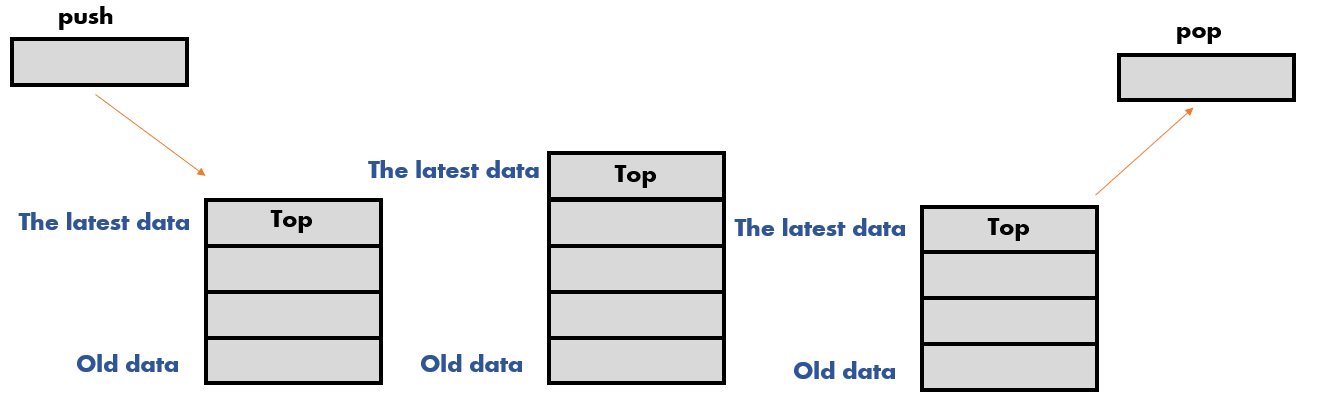 push
pop
The latest data
Top
The latest data
Top
The latest data
Top
Old data
Old data
Old data